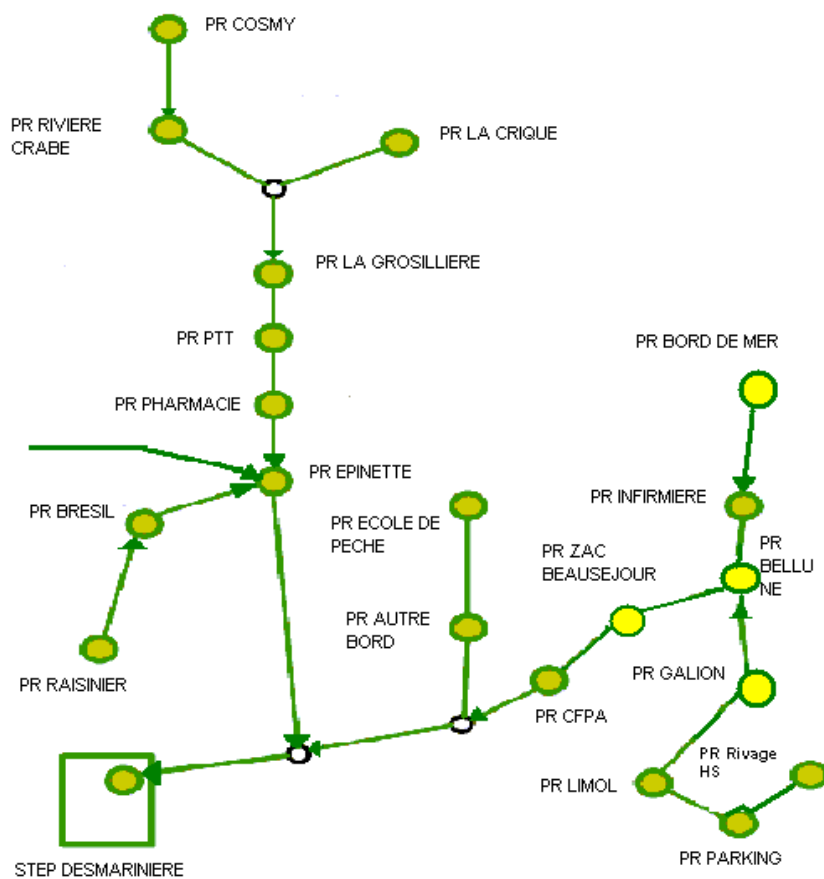 PR COSMY
PR RIVIERE
CRABE
PR LA CRIQUE
PR LA GROSILLIERE
PR PTT
PR BORD DE MER
PR PHARMACIE
PR EPINETTE
PR BRESIL
PR INFIRMIERE
PR ECOLE DE
PECHE
PR ZAC
BEAUSEJOUR
PR
BELLU
NE
PR AUTRE
BORD
PR RAISINIER
PR GALION
PR CFPA
PR Rivage
HS
PR LIMOL
PR PARKING
STEP DESMARINIERE